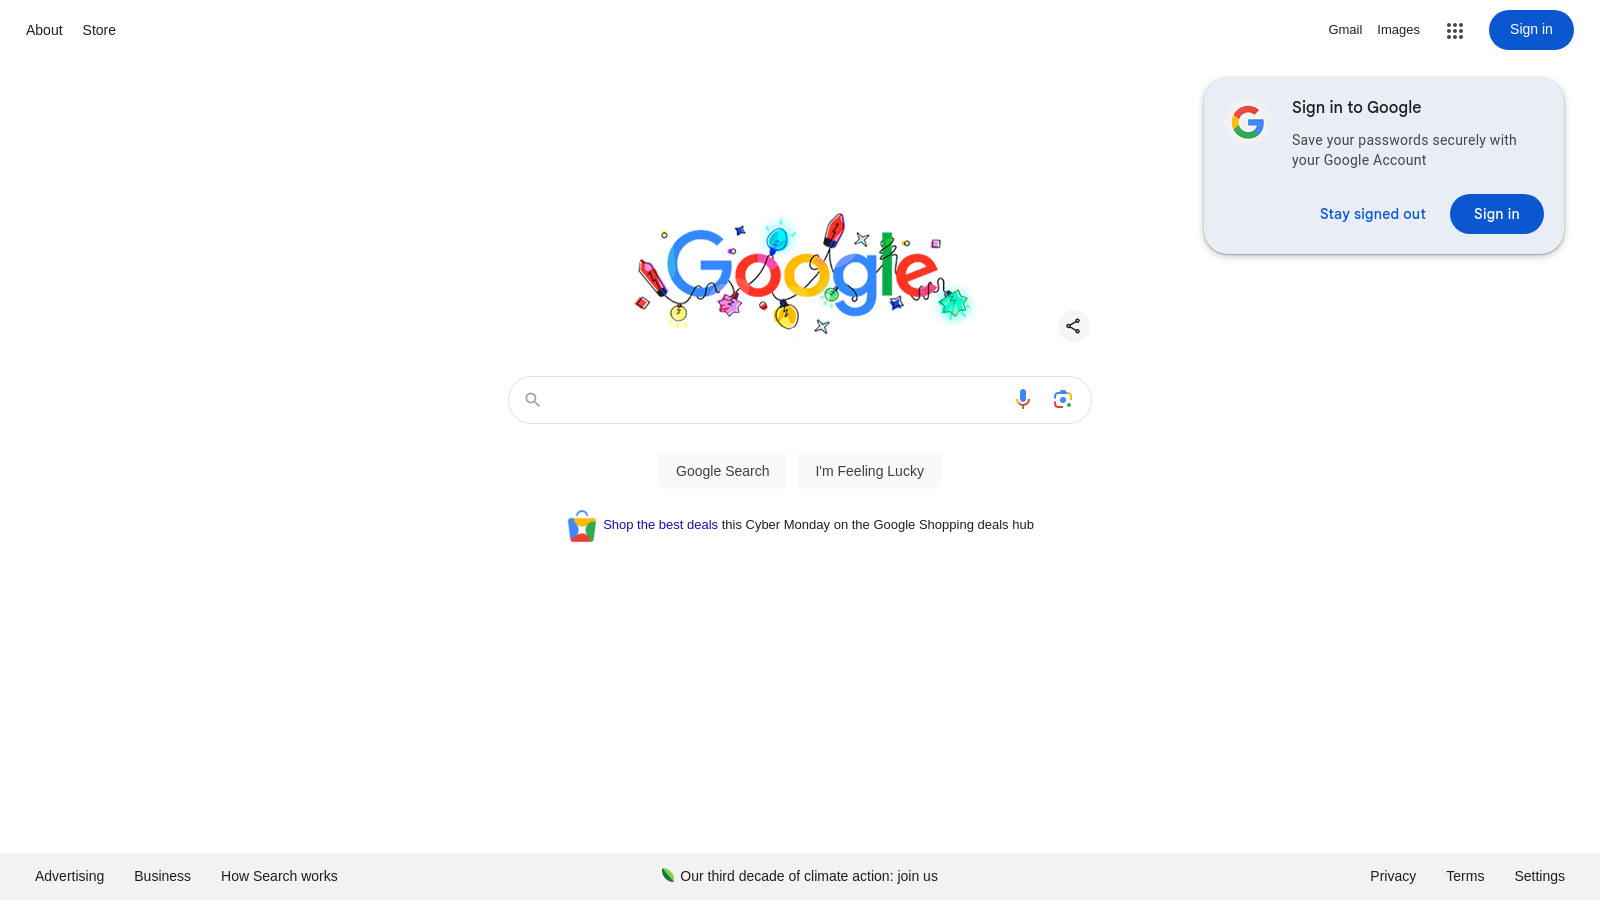 About Store
Gmail Images Sign in
Sign in to Google
Save your passwords securely with
your Google Account
Stay signed out Sign in
Google
Google Search I'm Feeling Lucky
Shop the best deals this Cyber Monday on the Google Shopping deals hub
Advertising Business How Search works Our third decade of climate action: join us Privacy Terms Settings